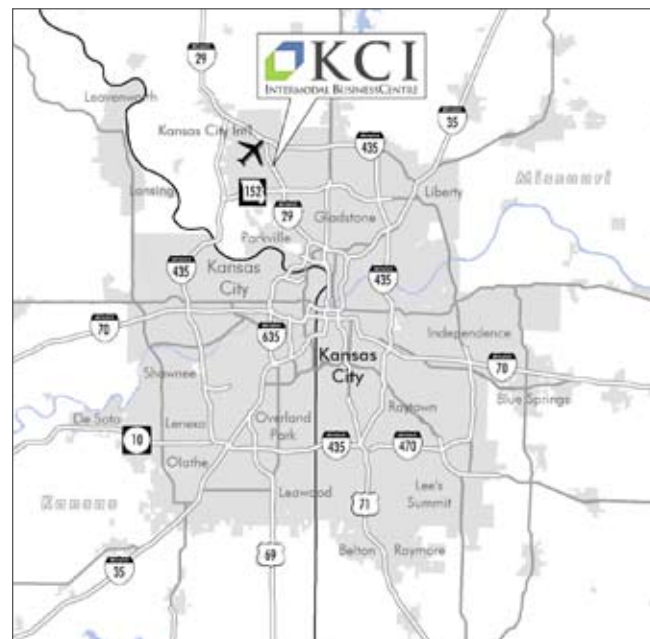 29
KCI
INTERMODAL BUSINESSCENTRE
Leavenworth
35
Kansas City Int'l
435
Lansing
152
Liberty
Missouri
29
Gladstone
Parkville
435
Kansas
City
435
70
635
Independence
Kansas
City
70
Shawnee
Blue Springs
De Soto
Lenexa
Overland
Park
Raytown
10
435
470
Olathe
Leawood
Lee's
Summit
Kansas
71
69
Belton
Raymore
35